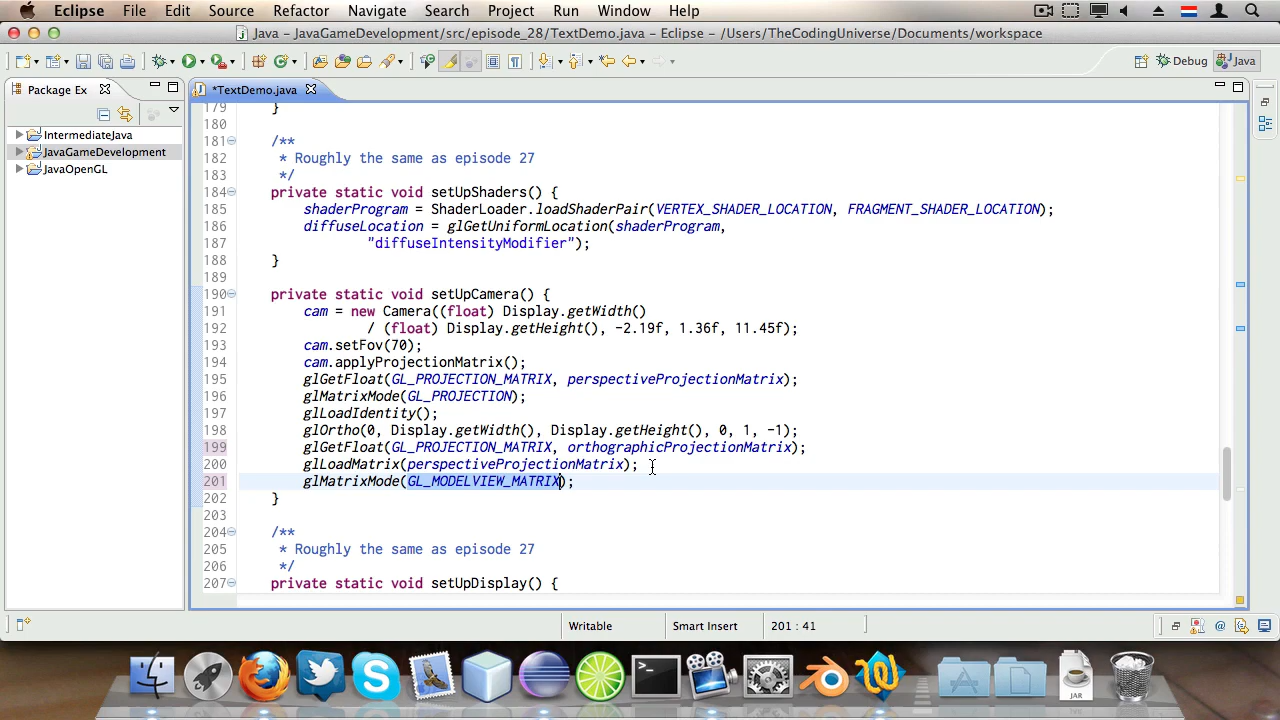 Eclipse File Edit Source Refactor Navigate Search Project Run Window Help
Java – JavaGameDevelopment/src/episode_28/TextDemo.java – Eclipse – /Users/TheCodingUniverse/Documents/workspace
Debug Java
Package Ex
*TextDemo.java
IntermediateJava
JavaGameDevelopment
JavaOpenGL
179 }
180
181 /**
182 * Roughly the same as episode 27
183 */
184 private static void setUpShaders() {
185 shaderProgram = ShaderLoader.loadShaderPair(VERTEX_SHADER_LOCATION, FRAGMENT_SHADER_LOCATION);
186 diffuseLocation = glGetUniformLocation(shaderProgram,
187 "diffuseIntensityModifier");
188 }
189
190 private static void setUpCamera() {
191 cam = new Camera((float) Display.getWidth()
192 / (float) Display.getHeight(), -2.19f, 1.36f, 11.45f);
193 cam.setFov(70);
194 cam.applyProjectionMatrix();
195 glGetFloat(GL_PROJECTION_MATRIX, perspectiveProjectionMatrix);
196 glMatrixMode(GL_PROJECTION);
197 glLoadIdentity();
198 glOrtho(0, Display.getWidth(), Display.getHeight(), 0, 1, -1);
199 glGetFloat(GL_PROJECTION_MATRIX, orthographicProjectionMatrix);
200 glLoadMatrix(perspectiveProjectionMatrix);
201 glMatrixMode(GL_MODELVIEW_MATRIX);
202 }
203
204 /**
205 * Roughly the same as episode 27
206 */
207 private static void setUpDisplay() {
Writable Smart Insert 201 : 41
JAR